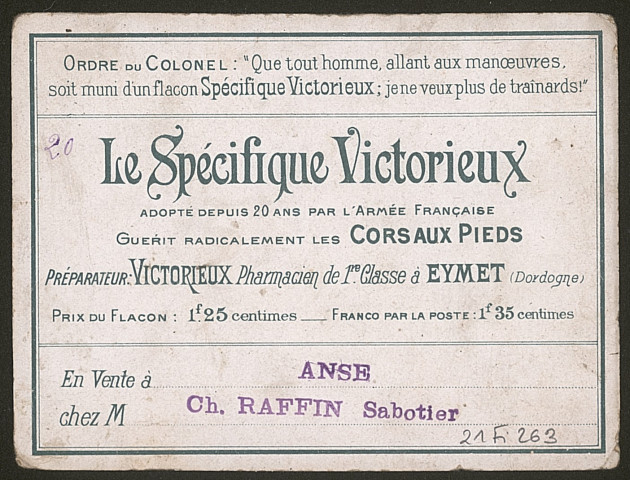 ORDRE DU COLONEL : "Que tout homme, allant aux manœuvres,
soit muni d'un flacon Spécifique Victorieux ; je ne veux plus de traînards!"
20
Le Spécifique Victorieux
ADOPTÉ DEPUIS 20 ANS PAR L'ARMÉE FRANÇAISE
GUÉRIT RADICALEMENT LES CORS AUX PIEDS
PRÉPARATEUR: VICTORIEUX Pharmacien de 1re Classe à EYMET (Dordogne)
PRIX DU FLACON : 1f 25 centimes __ FRANCO PAR LA POSTE : 1f 35 centimes
En Vente à ANSE
chez M Ch. RAFFIN Sabotier
21 Fi 263